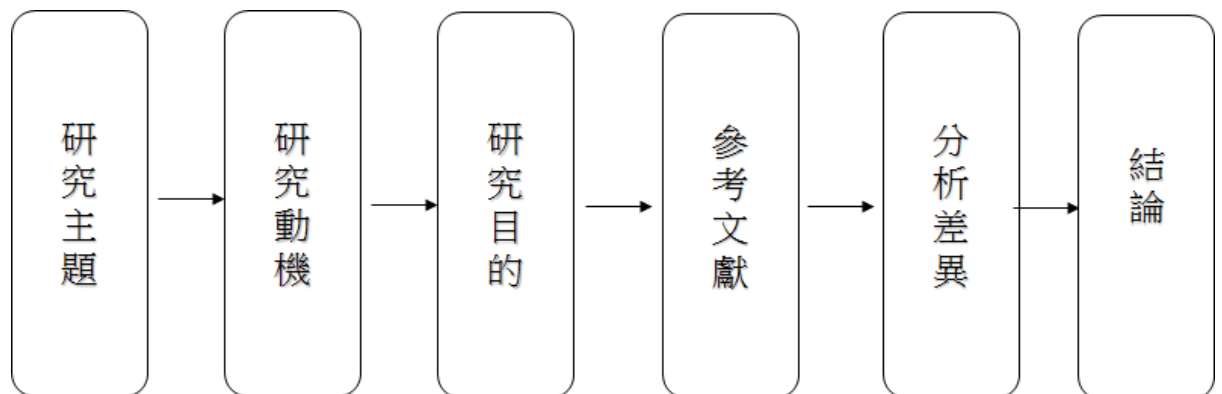 研究主題
研究動機
研究目的
參考文獻
分析差異
結論